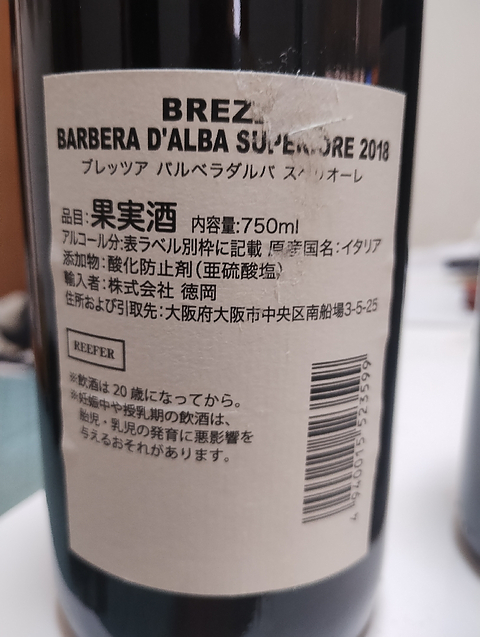 BARBERA D'ALBA SUPERIORE 2018
ブレッツア バルベラダルバ スペリオーレ
品目:果実酒 内容量:750ml
アルコール分:表ラベル別枠に記載 原産国名:イタリア
添加物:酸化防止剤(亜硫酸塩)
輸入者:株式会社 徳岡
住所および引取先:大阪府大阪市中央区南船場3-5-25
REEFER
※飲酒は20歳になってから。
※妊娠中や授乳期の飲酒は、
胎児・乳児の発育に悪影響を
与えるおそれがあります。
4940015523599